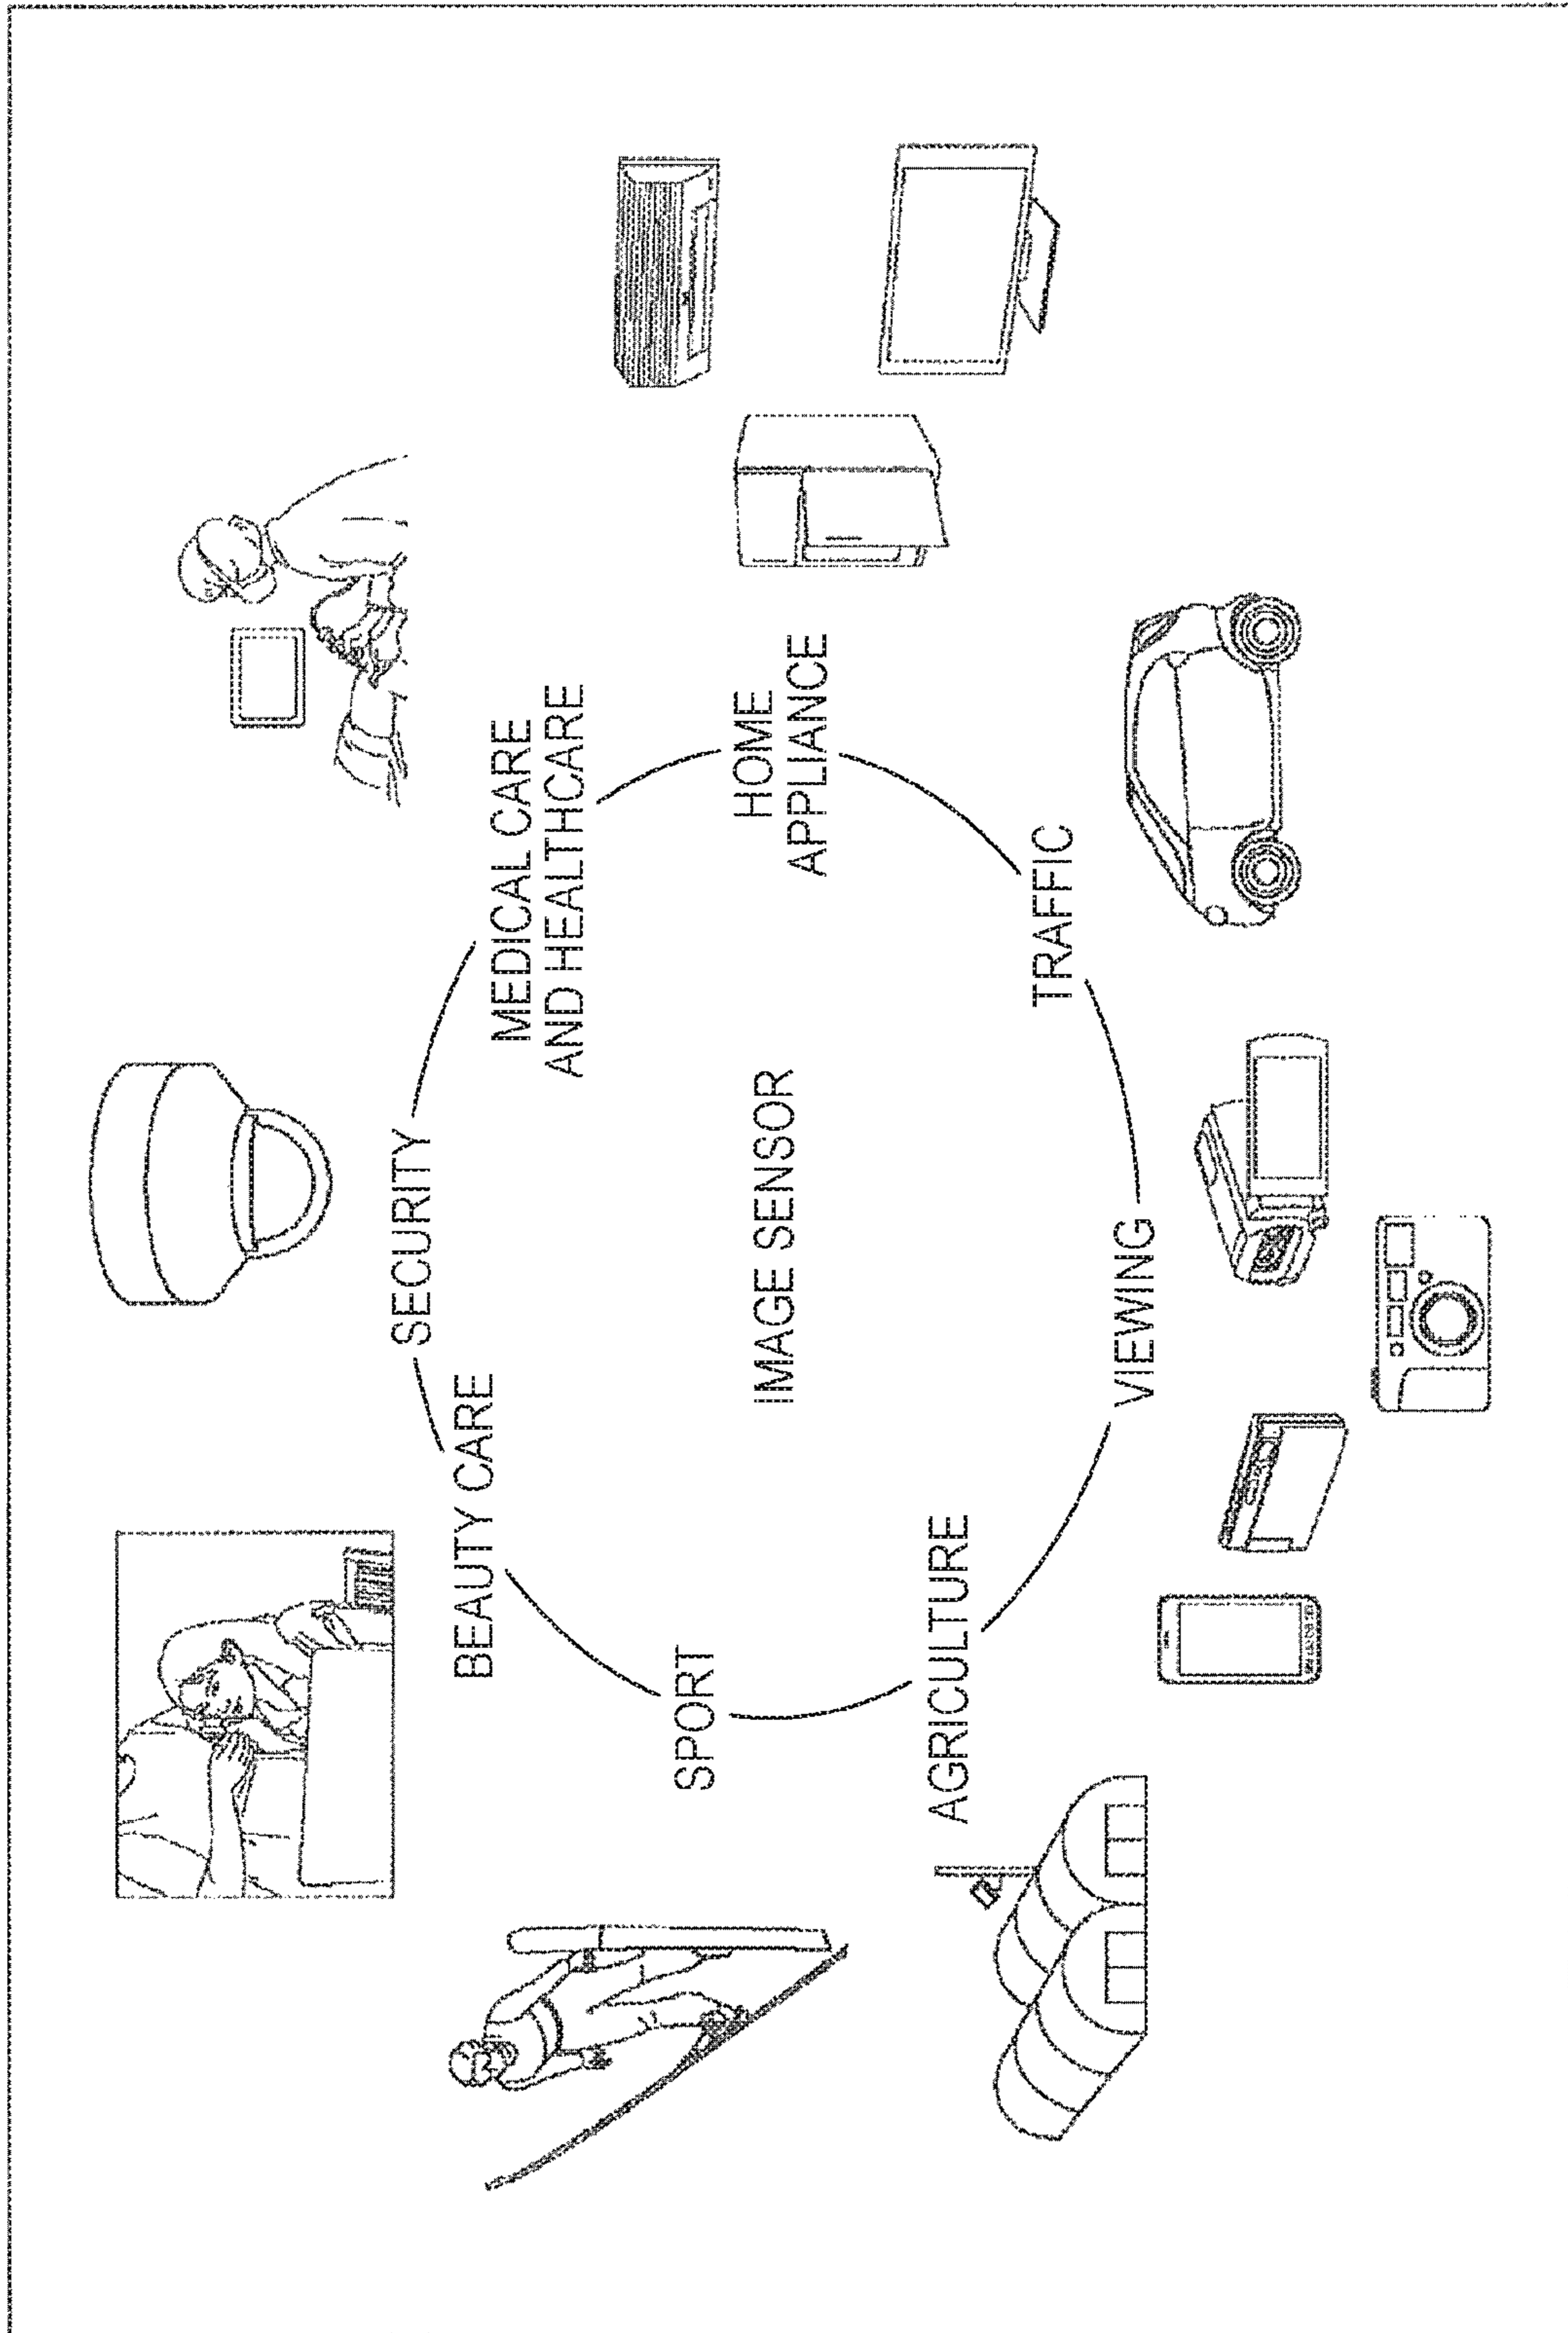 SECURITY
BEAUTY CARE
MEDICAL CARE
AND HEALTHCARE
SPORT
IMAGE SENSOR
HOME
APPLIANCE
AGRICULTURE
TRAFFIC
VIEWING